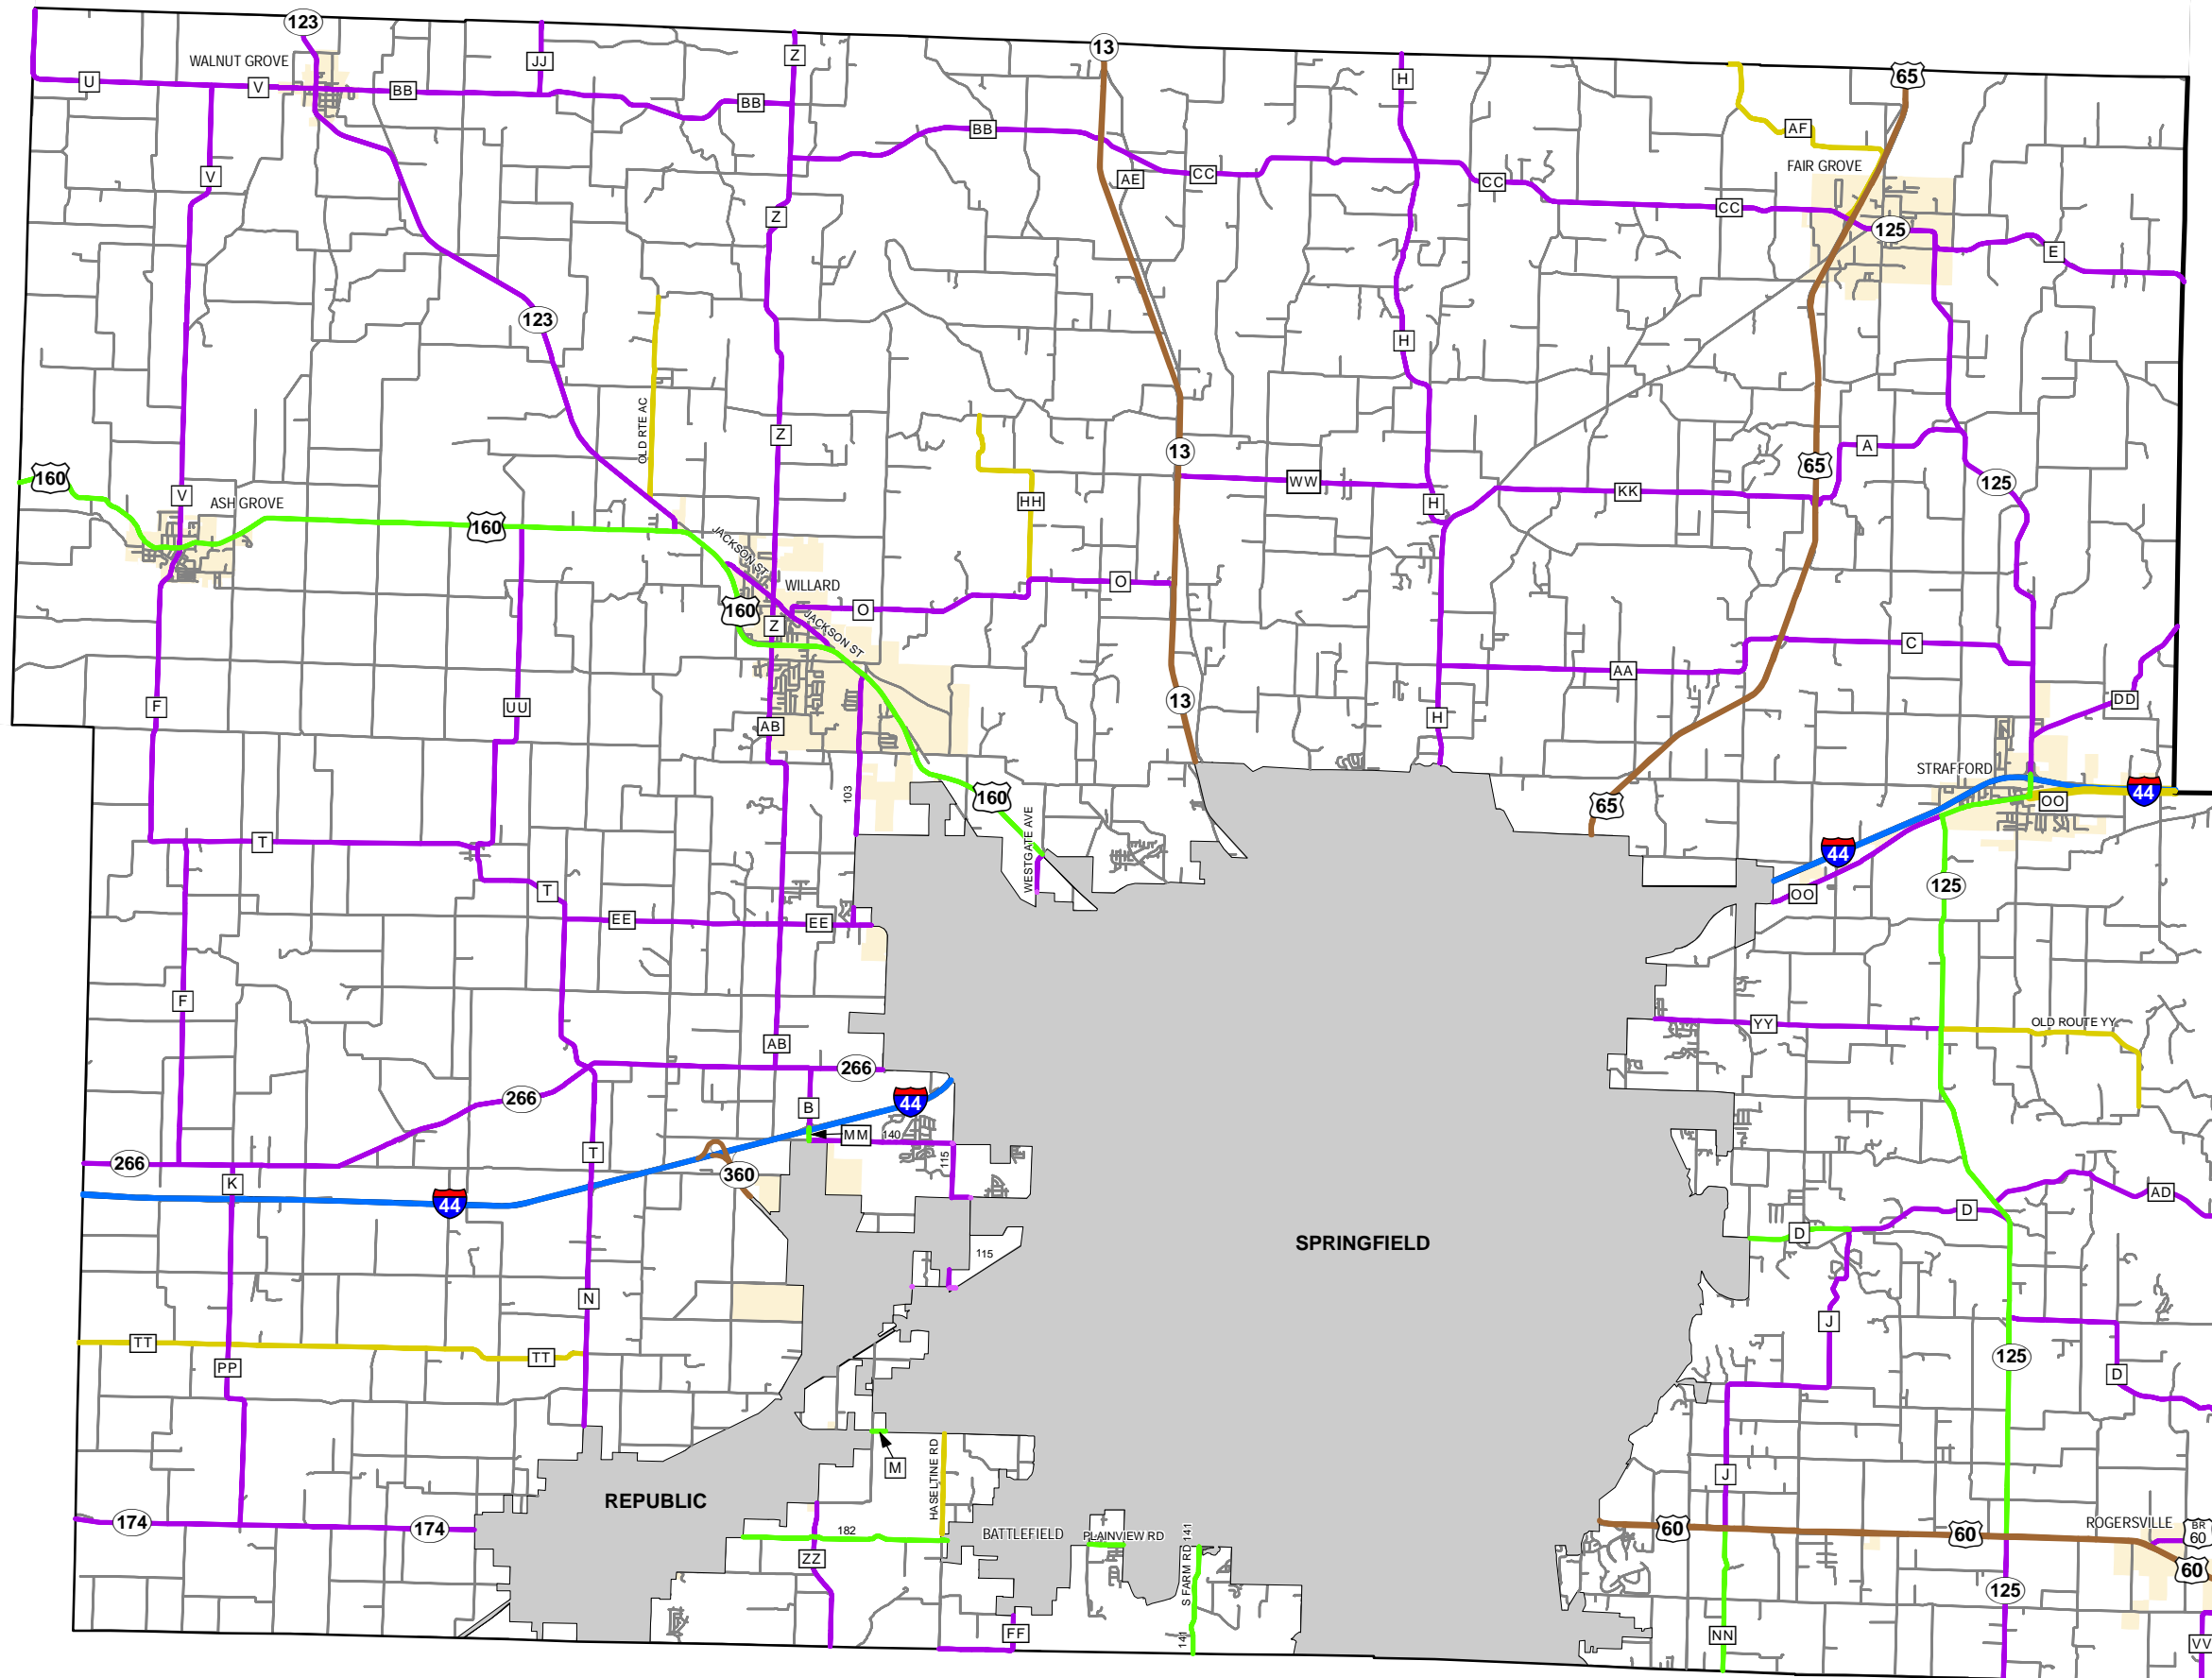 123
13
Z
JJ
WALNUT GROVE
65
H
U
V
BB
BB
BB
AF
FAIR GROVE
V
AE
CC
CC
CC
Z
125
E
123
H
OLD RTE AC
Z
13
A
65
160
V
ASH GROVE
WW
125
KK
HH
H
160
JACKSON ST
WILLARD
O
O
160
Z
JACKSON ST
C
AA
F
UU
13
DD
H
AB
STRAFFORD
44
103
160
OO
65
WESTGATE AVE
T
44
125
T
OO
EE
EE
F
YY
OLD ROUTE YY
AB
266
266
44
B
MM
140
T
115
266
360
K
44
AD
D
D
SPRINGFIELD
115
N
J
TT
TT
125
PP
D
M
HASELTINE RD
J
REPUBLIC
174
174
182
BATTLEFIELD
PLAINVIEW RD
S FARM RD 141
60
60
ROGERSVILLE
BR
60
ZZ
60
125
FF
141
NN
VV